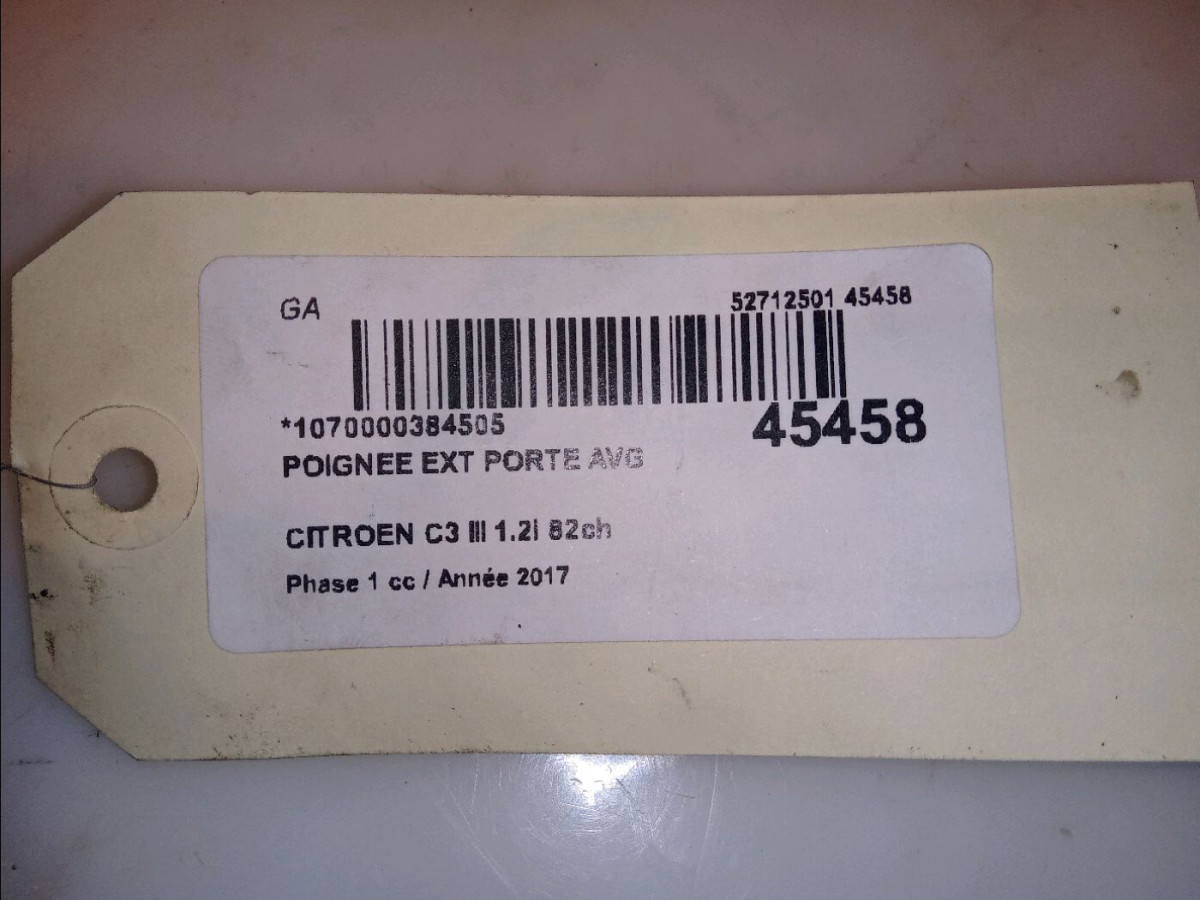 GA
52712501 45458
*1070000384505
45458
POIGNEE EXT PORTE AVG
CITROEN C3 III 1.2i 82ch
Phase 1 cc / Année 2017